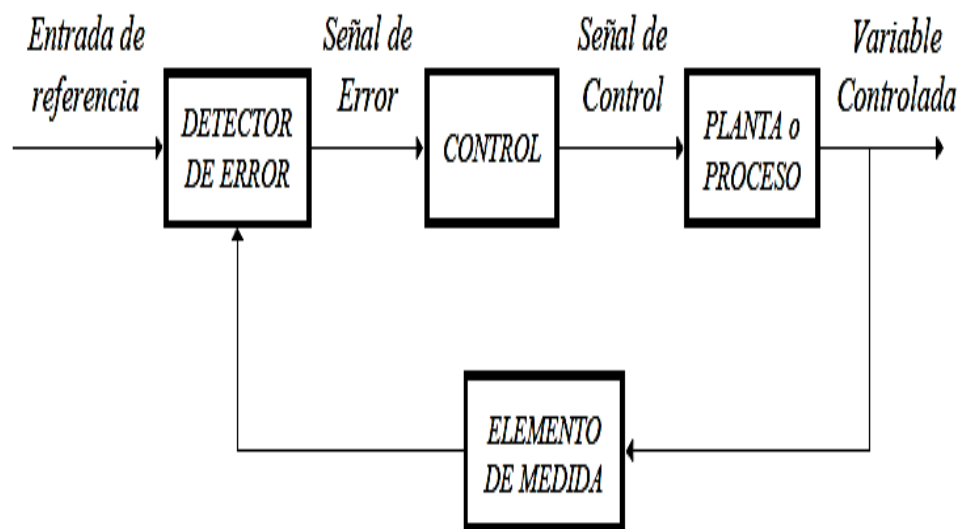 Entrada de
referencia
Señal de
Error
Señal de
Control
Variable
Controlada
DETECTOR
DE ERROR
CONTROL
PLANTA o
PROCESO
ELEMENTO
DE MEDIDA